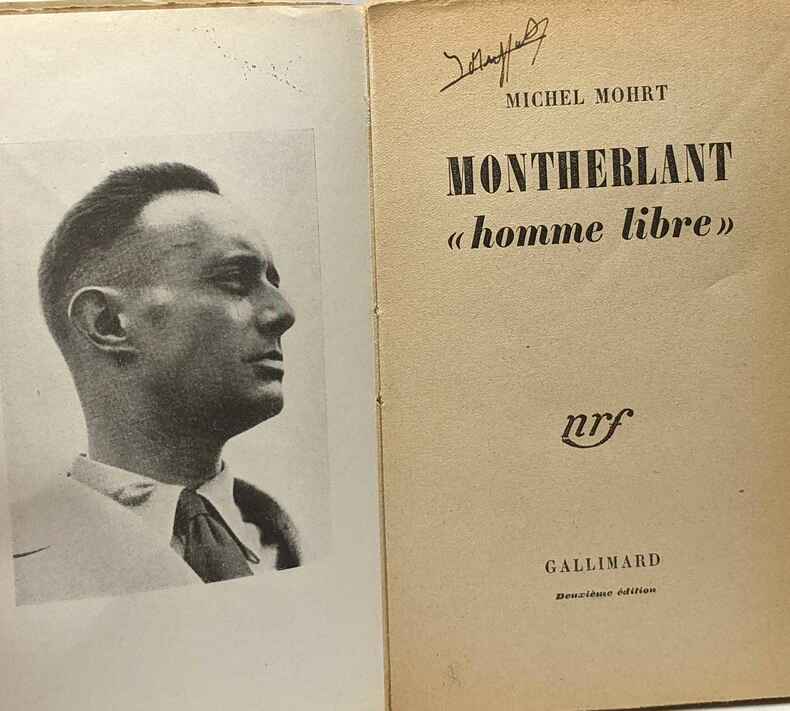 MICHEL MOHRT
MONTHERLANT
« homme libre »
nrf
GALLIMARD
Deuxième édition